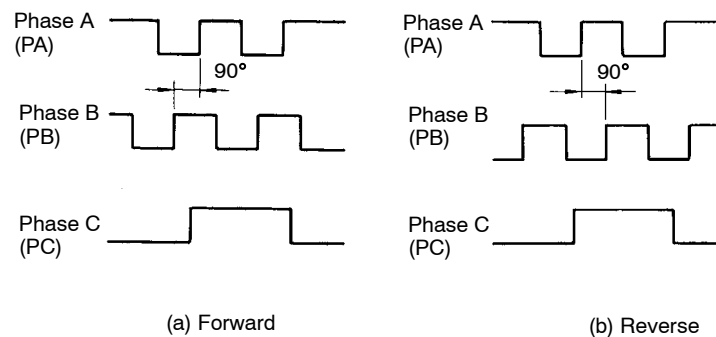 Phase A
(PA)
90°
Phase B
(PB)
Phase C
(PC)
(a) Forward
Phase A
(PA)
90°
Phase B
(PB)
Phase C
(PC)
(b) Reverse